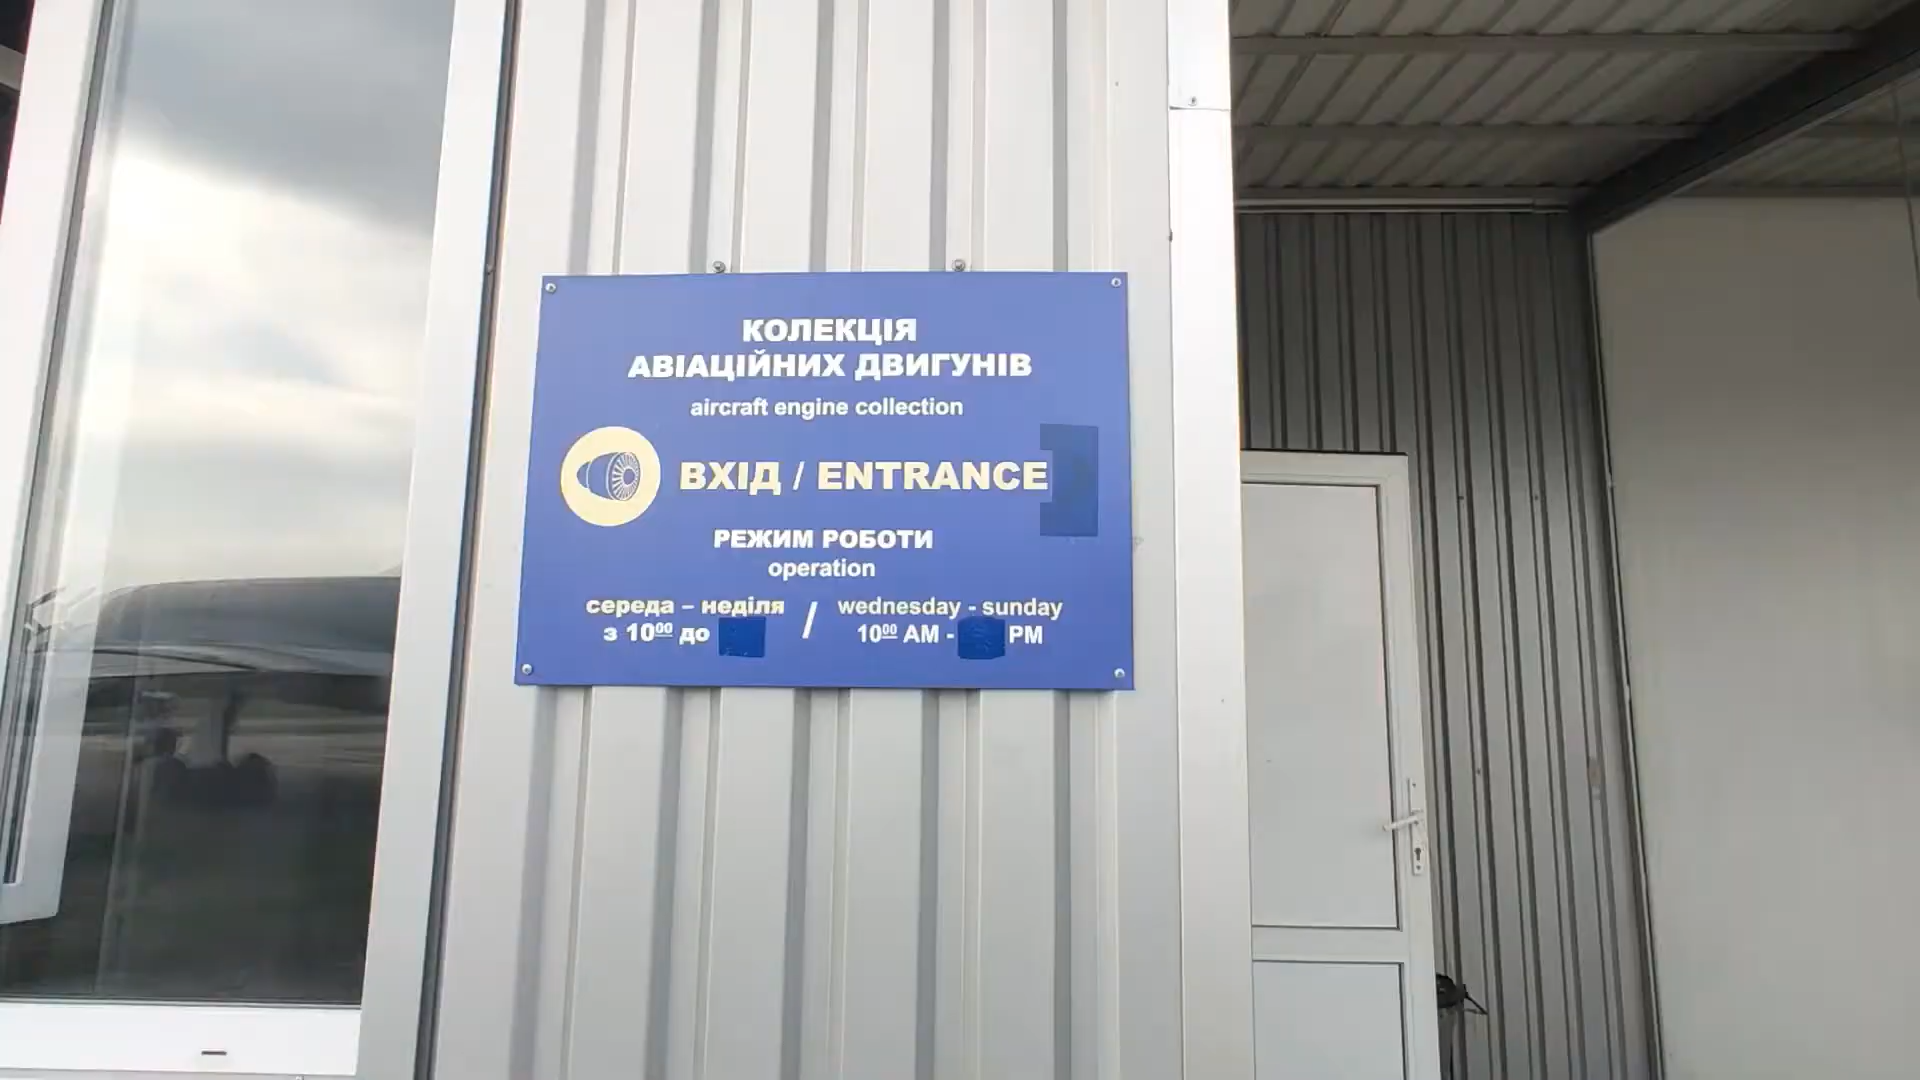 КОЛЕКЦІЯ
АВІАЦІЙНИХ ДВИГУНІВ
aircraft engine collection
ВХІД / ENTRANCE
РЕЖИМ РОБОТИ
operation
середа – неділя / wednesday - sunday
з 10⁰⁰ до 10⁰⁰ AM - PM